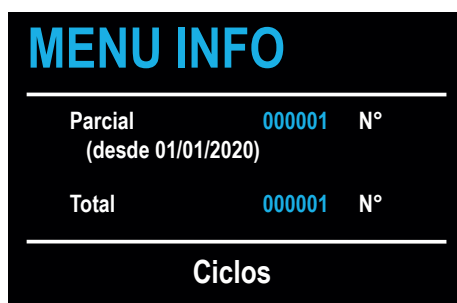 MENU INFO
Parcial 000001 N°
(desde 01/01/2020)
Total 000001 N°
Ciclos